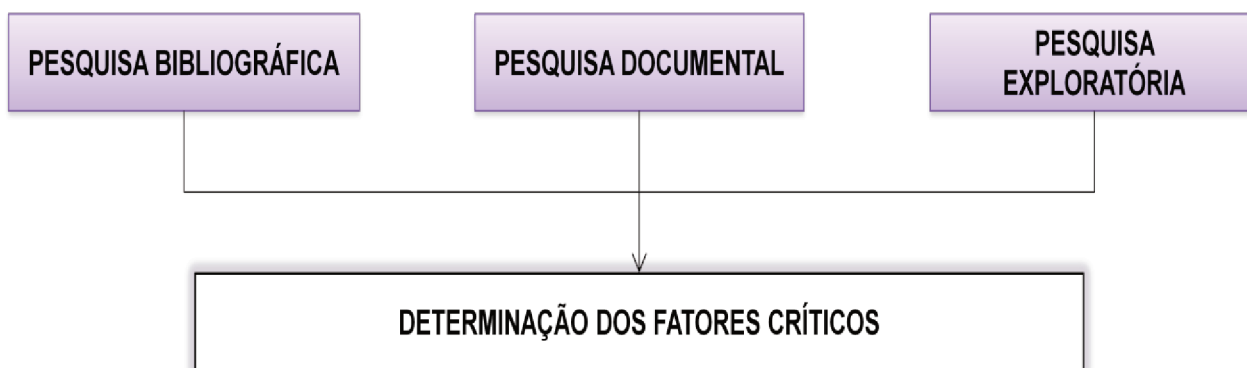 PESQUISA BIBLIOGRÁFICA
PESQUISA DOCUMENTAL
PESQUISA
EXPLORATÓRIA
DETERMINAÇÃO DOS FATORES CRÍTICOS